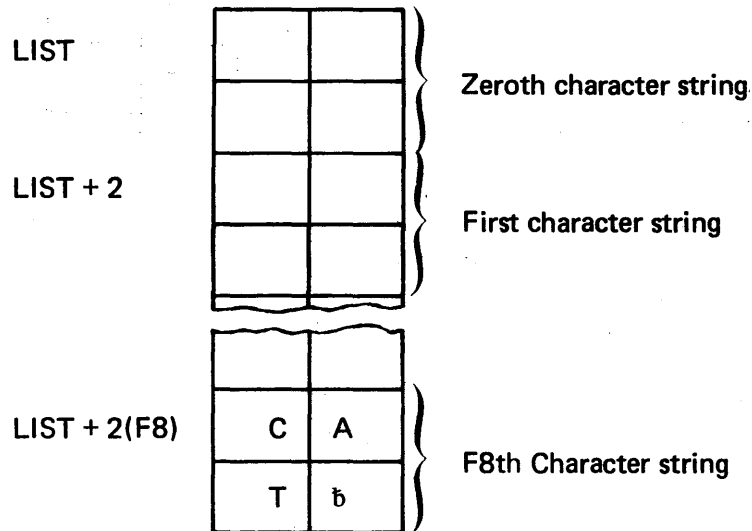 LIST
Zeroth character string
LIST + 2
First character string
LIST + 2(F8)
C A
F8th Character string
T ƀ